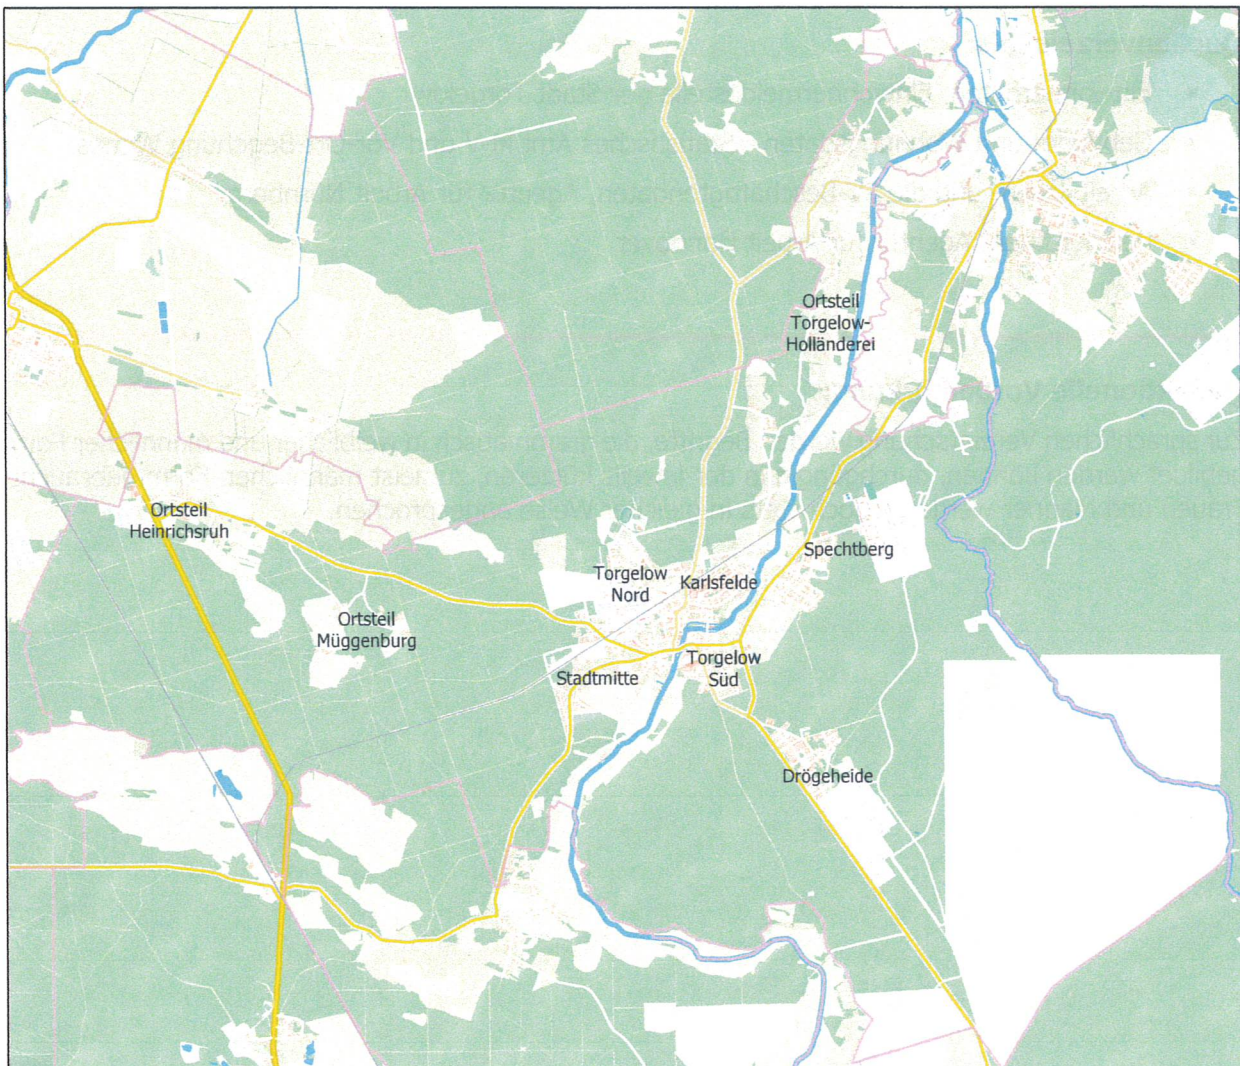 Ortsteil
Torgelow-
Holländerei
Ortsteil
Heinrichsruh
Spechtberg
Torgelow
Nord
Karlsfelde
Ortsteil
Müggenburg
Torgelow
Süd
Stadtmitte
Drögeheide